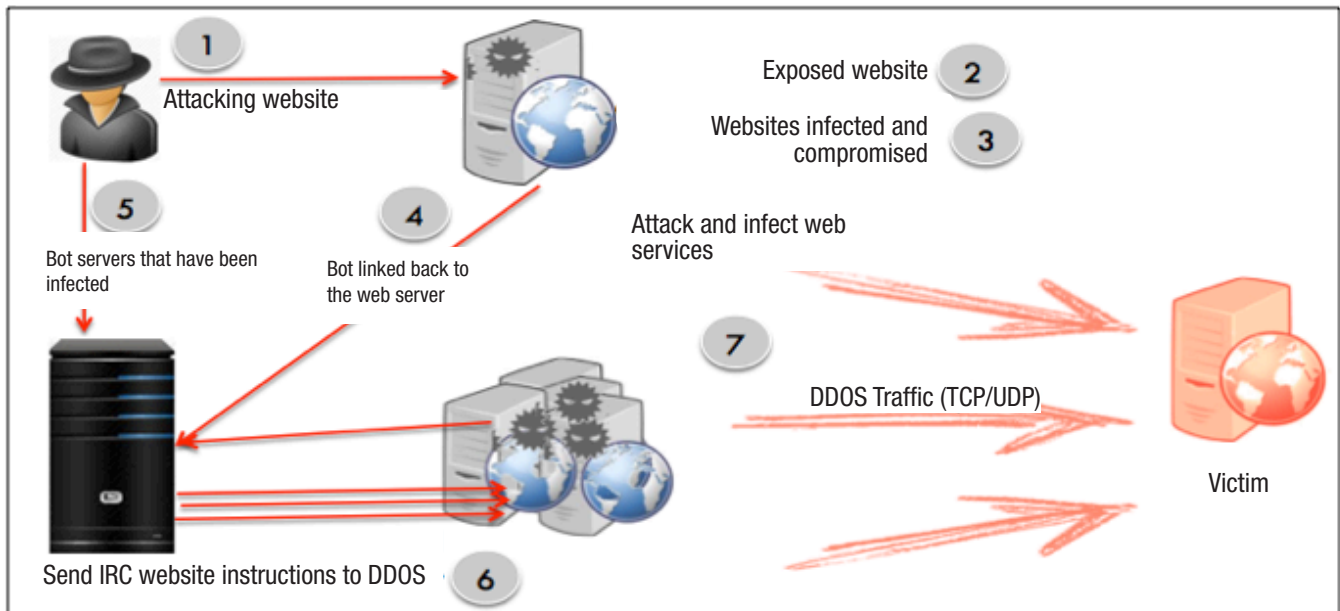 1
Attacking website
Exposed website 2
Websites infected and
compromised 3
5
4
Attack and infect web
services
Bot servers that have been
infected
Bot linked back to
the web server
7
DDOS Traffic (TCP/UDP)
Victim
Send IRC website instructions to DDOS 6